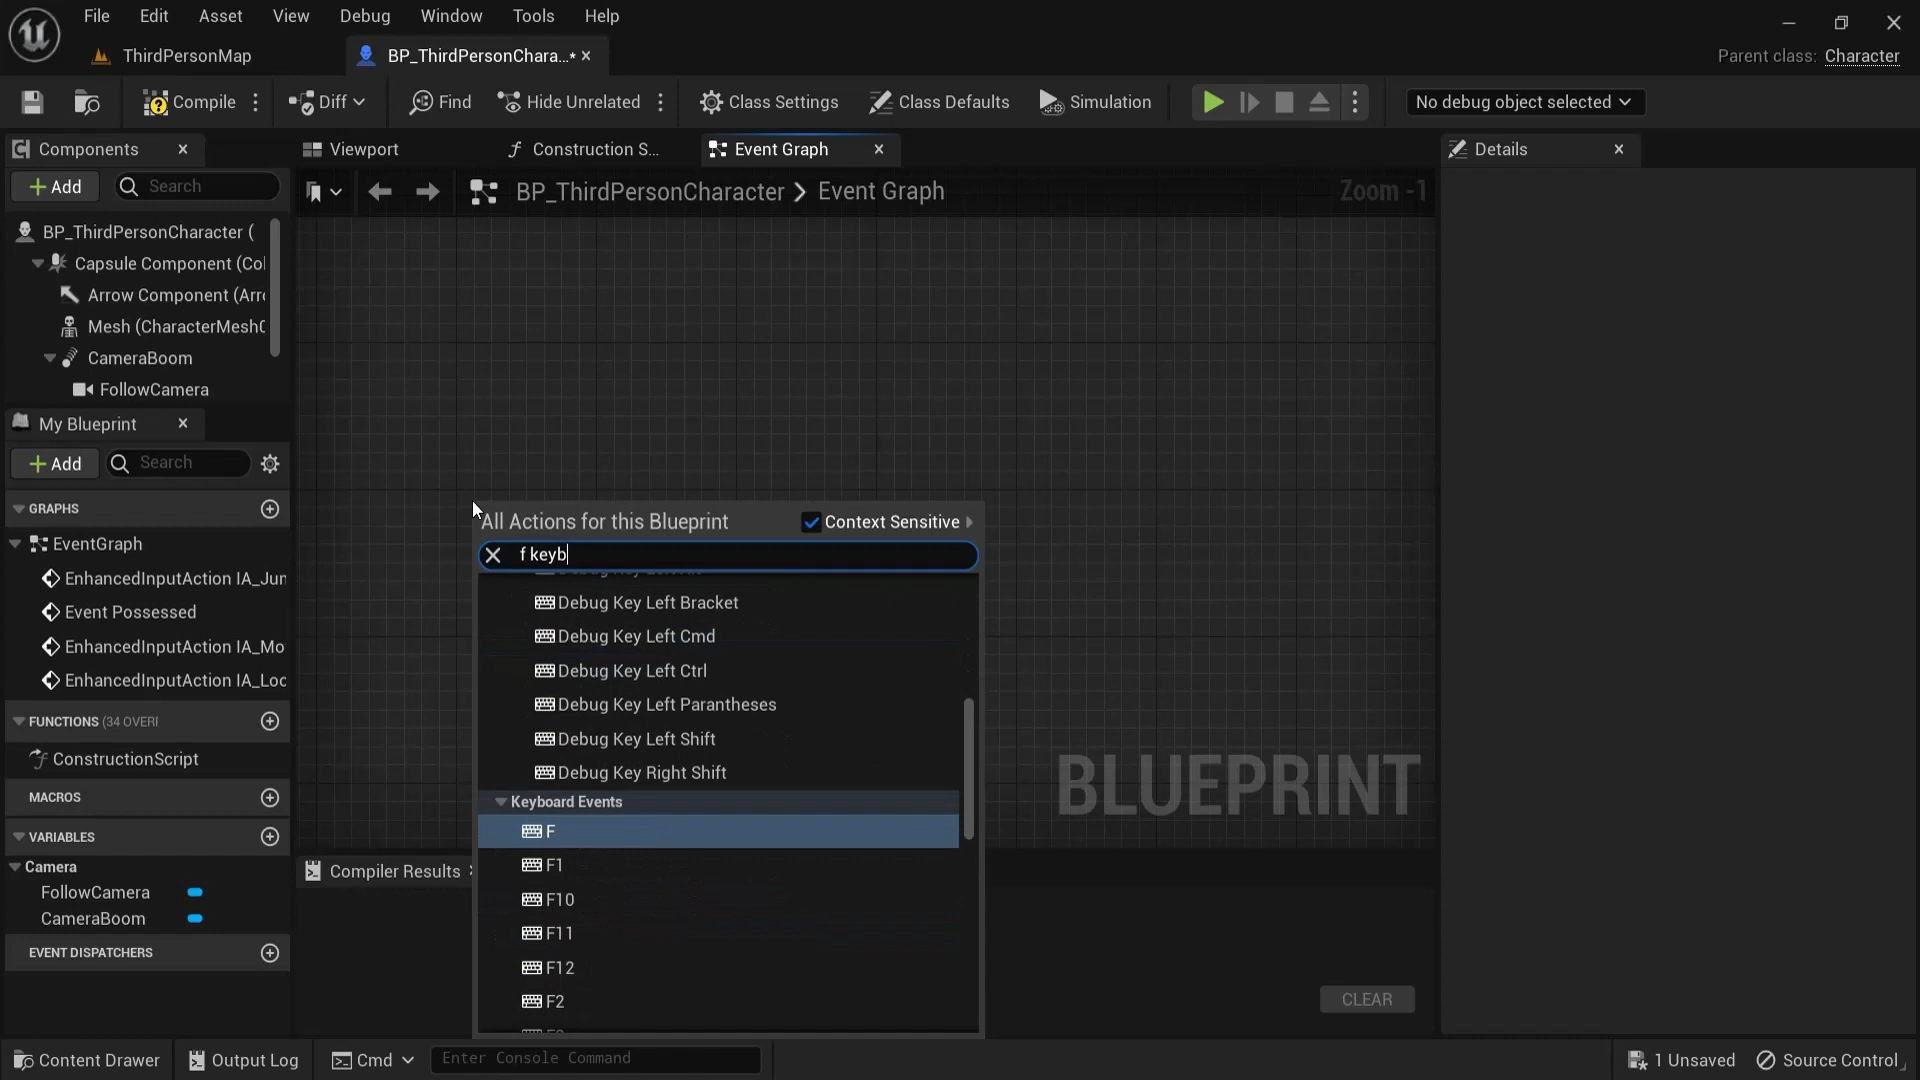 File Edit Asset View Debug Window Tools Help
ThirdPersonMap
BP_ThirdPersonChara...•
Parent class: Character
Compile
Diff
Find
Hide Unrelated
Class Settings
Class Defaults
Simulation
No debug object selected
Components
Viewport
Construction S...
Event Graph
Details
Add
Search
BP_ThirdPersonCharacter > Event Graph
Zoom -1
BP_ThirdPersonCharacter (
Capsule Component (Col
Arrow Component (Arro
Mesh (CharacterMesh0
CameraBoom
FollowCamera
My Blueprint
Add
Search
GRAPHS
EventGraph
EnhancedInputAction IA_Jun
Event Possessed
EnhancedInputAction IA_Mo
EnhancedInputAction IA_Loo
FUNCTIONS (34 OVERI
ConstructionScript
MACROS
VARIABLES
Camera
FollowCamera
CameraBoom
EVENT DISPATCHERS
All Actions for this Blueprint
Context Sensitive
f keyb
Debug Key Left Bracket
Debug Key Left Cmd
Debug Key Left Ctrl
Debug Key Left Parantheses
Debug Key Left Shift
Debug Key Right Shift
Keyboard Events
F
F1
F10
F11
F12
F2
BLUEPRINT
Compiler Results
CLEAR
Content Drawer
Output Log
Cmd
Enter Console Command
1 Unsaved
Source Control